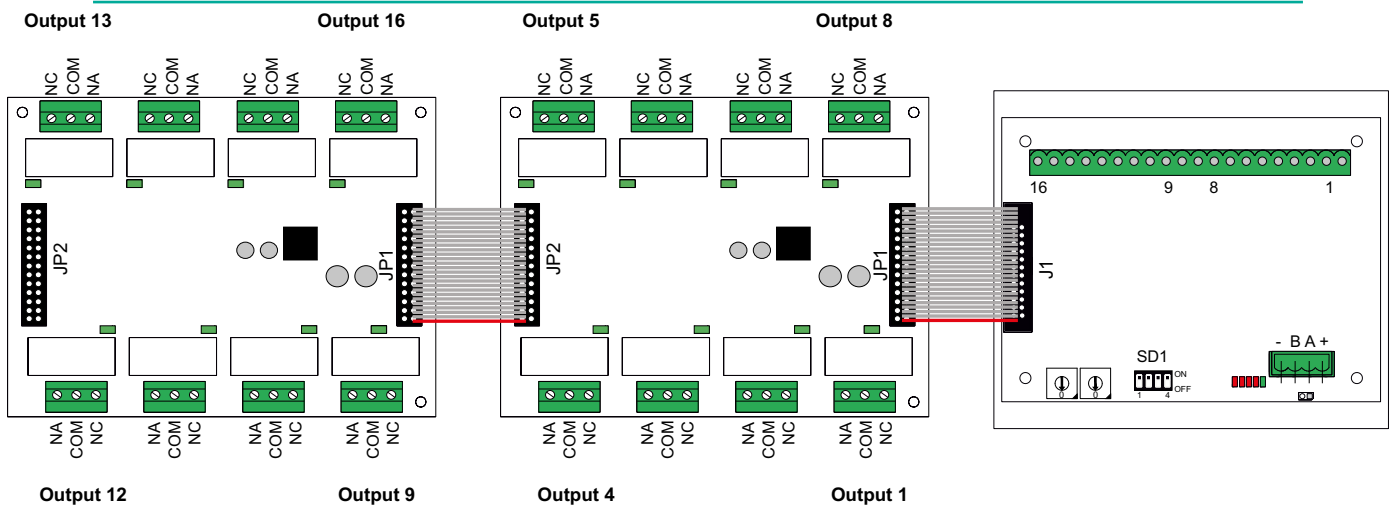 Output 13 Output 16 Output 5 Output 8
NC COM NA NC COM NA NC COM NA NC COM NA NC COM NA NC COM NA NC COM NA NC COM NA
16 9 8 1
JP2 JP1 JP2 JP1 J1
- B A +
SD1
ON
OFF
0 0 1 4
NA COM NC NA COM NC NA COM NC NA COM NC NA COM NC NA COM NC NA COM NC NA COM NC
Output 12 Output 9 Output 4 Output 1